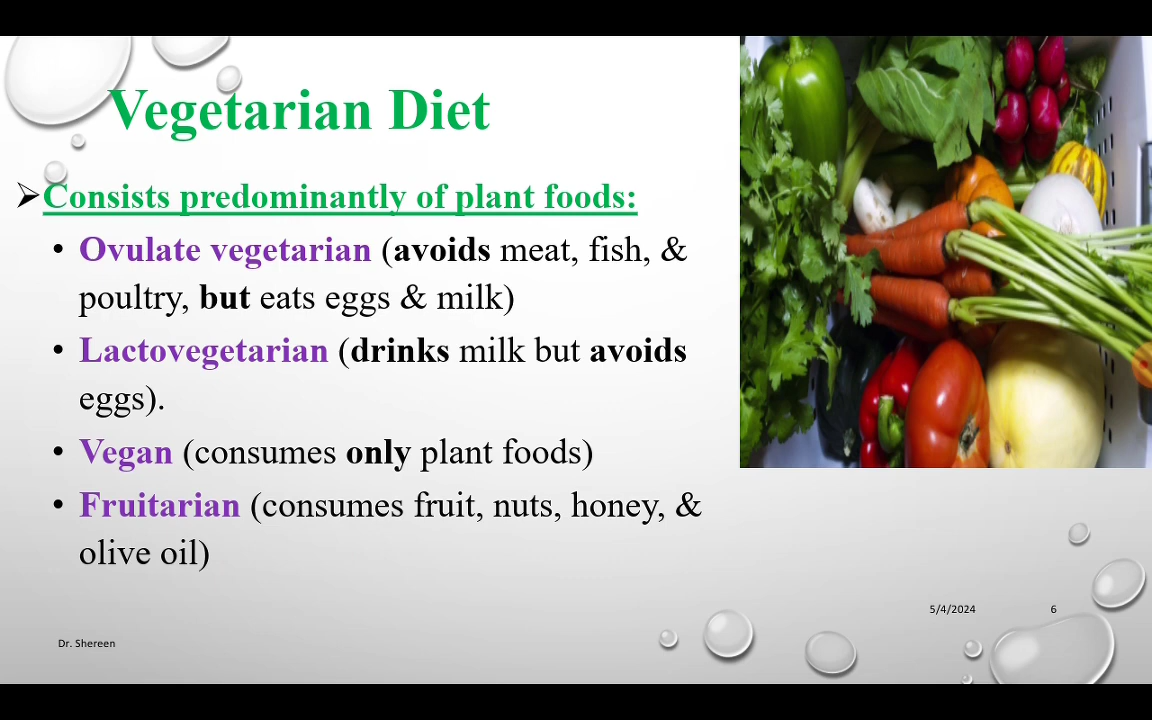 Vegetarian Diet
➢Consists predominantly of plant foods:
• Ovulate vegetarian (avoids meat, fish, &
poultry, but eats eggs & milk)
• Lactovegetarian (drinks milk but avoids
eggs).
• Vegan (consumes only plant foods)
• Fruitarian (consumes fruit, nuts, honey, &
olive oil)
5/4/2024 6
Dr. Shereen